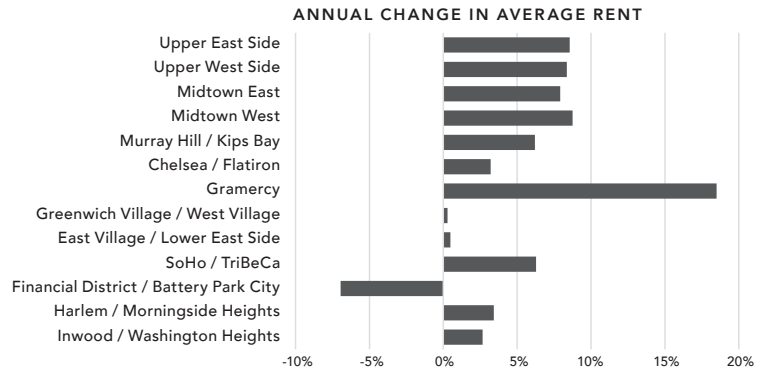 ANNUAL CHANGE IN AVERAGE RENT
Upper East Side
Upper West Side
Midtown East
Midtown West
Murray Hill / Kips Bay
Chelsea / Flatiron
Gramercy
Greenwich Village / West Village
East Village / Lower East Side
SoHo / TriBeCa
Financial District / Battery Park City
Harlem / Morningside Heights
Inwood / Washington Heights
-10% -5% 0% 5% 10% 15% 20%